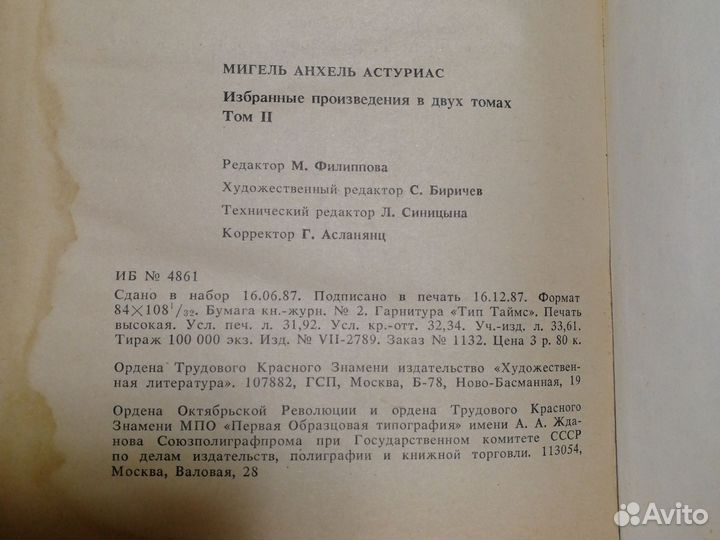 МИГЕЛЬ АНХЕЛЬ АСТУРИАС
Избранные произведения в двух томах
Том II
Редактор М. Филиппова
Художественный редактор С. Биричев
Технический редактор Л. Синицына
Корректор Г. Асланянц
ИБ № 4861
Сдано в набор 16.06.87. Подписано в печать 16.12.87. Формат
84×108¹/₃₂. Бумага кн.-журн. № 2. Гарнитура «Тип Таймс». Печать
высокая. Усл. печ. л. 31,92. Усл. кр.-отт. 32,34. Уч.-изд. л. 33,61.
Тираж 100 000 экз. Изд. № VII-2789. Заказ № 1132. Цена 3 р. 80 к.
Ордена Трудового Красного Знамени издательство «Художествен-
ная литература». 107882, ГСП, Москва, Б-78, Ново-Басманная, 19
Ордена Октябрьской Революции и ордена Трудового Красного
Знамени МПО «Первая Образцовая типография» имени А. А. Жда-
нова Союзполиграфпрома при Государственном комитете СССР
по делам издательств, полиграфии и книжной торговли. 113054,
Москва, Валовая, 28
Avito